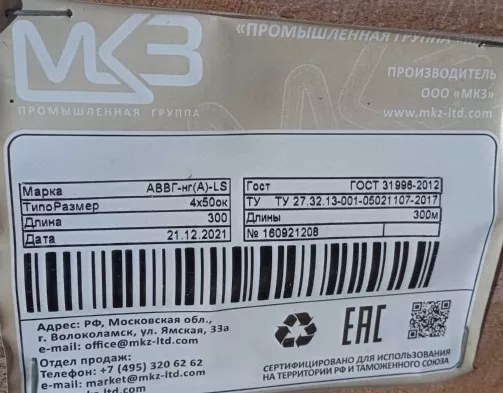 МКЗ
ПРОМЫШЛЕННАЯ ГРУППА
«ПРОМЫШЛЕННАЯ ГРУППА
ПРОИЗВОДИТЕЛЬ
ООО «МКЗ»
www.mkz-ltd.com
Марка АВВГ-нг(А)-LS
ТипоРазмер 4х50ок
Длина 300
Дата 21.12.2021
Гост ГОСТ 31996-2012
ТУ ТУ 27.32.13-001-05021107-2017
Длины 300м
№ 160921208
Адрес: РФ, Московская обл.,
г. Волоколамск, ул. Ямская, 33а
e-mail: office@mkz-ltd.com
Отдел продаж:
Телефон: +7 (495) 320 62 62
e-mail: market@mkz-ltd.com
ЕАС
СЕРТИФИЦИРОВАНО ДЛЯ ИСПОЛЬЗОВАНИЯ
НА ТЕРРИТОРИИ РФ И ТАМОЖЕННОГО СОЮЗА